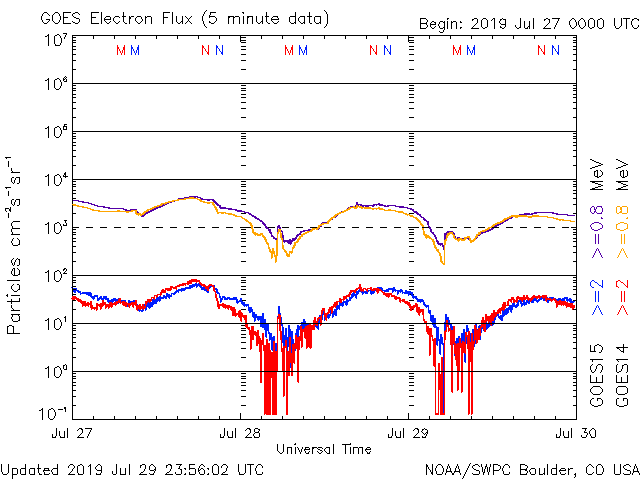 GOES Electron Flux (5 minute data)
Begin: 2019 Jul 27 0000 UTC
M M N N M M N N M M N N
10⁷
10⁶
10⁵
10⁴
10³
10²
10¹
10⁰
10⁻¹
Particles cm⁻²s⁻¹sr⁻¹
Jul 27 Jul 28 Jul 29 Jul 30
Universal Time
GOES15 >=2 >=0.8 MeV
GOES14 >=2 >=0.8 MeV
Updated 2019 Jul 29 23:56:02 UTC
NOAA/SWPC Boulder, CO USA